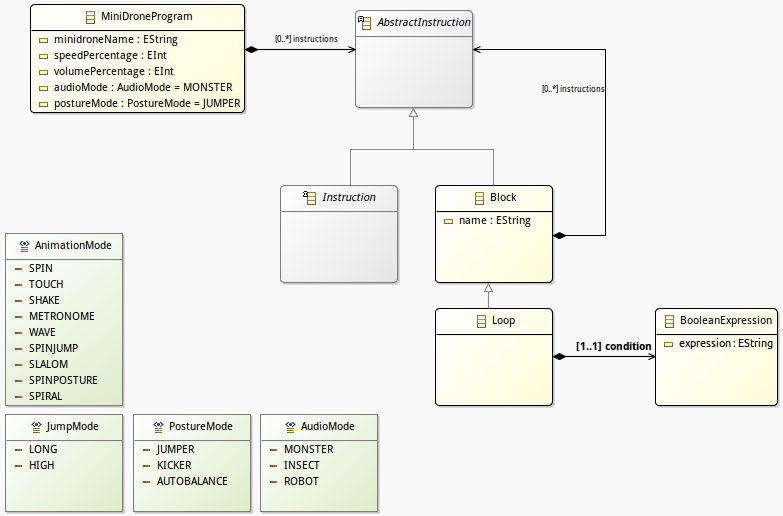 MiniDroneProgram
minidroneName : EString
speedPercentage : EInt
volumePercentage : EInt
audioMode : AudioMode = MONSTER
postureMode : PostureMode = JUMPER
[0..*] instructions
AbstractInstruction
[0..*] instructions
Instruction
Block
name : EString
Loop
[1..1] condition
BooleanExpression
expression : EString
AnimationMode
SPIN
TOUCH
SHAKE
METRONOME
WAVE
SPINJUMP
SLALOM
SPINPOSTURE
SPIRAL
JumpMode
LONG
HIGH
PostureMode
JUMPER
KICKER
AUTOBALANCE
AudioMode
MONSTER
INSECT
ROBOT